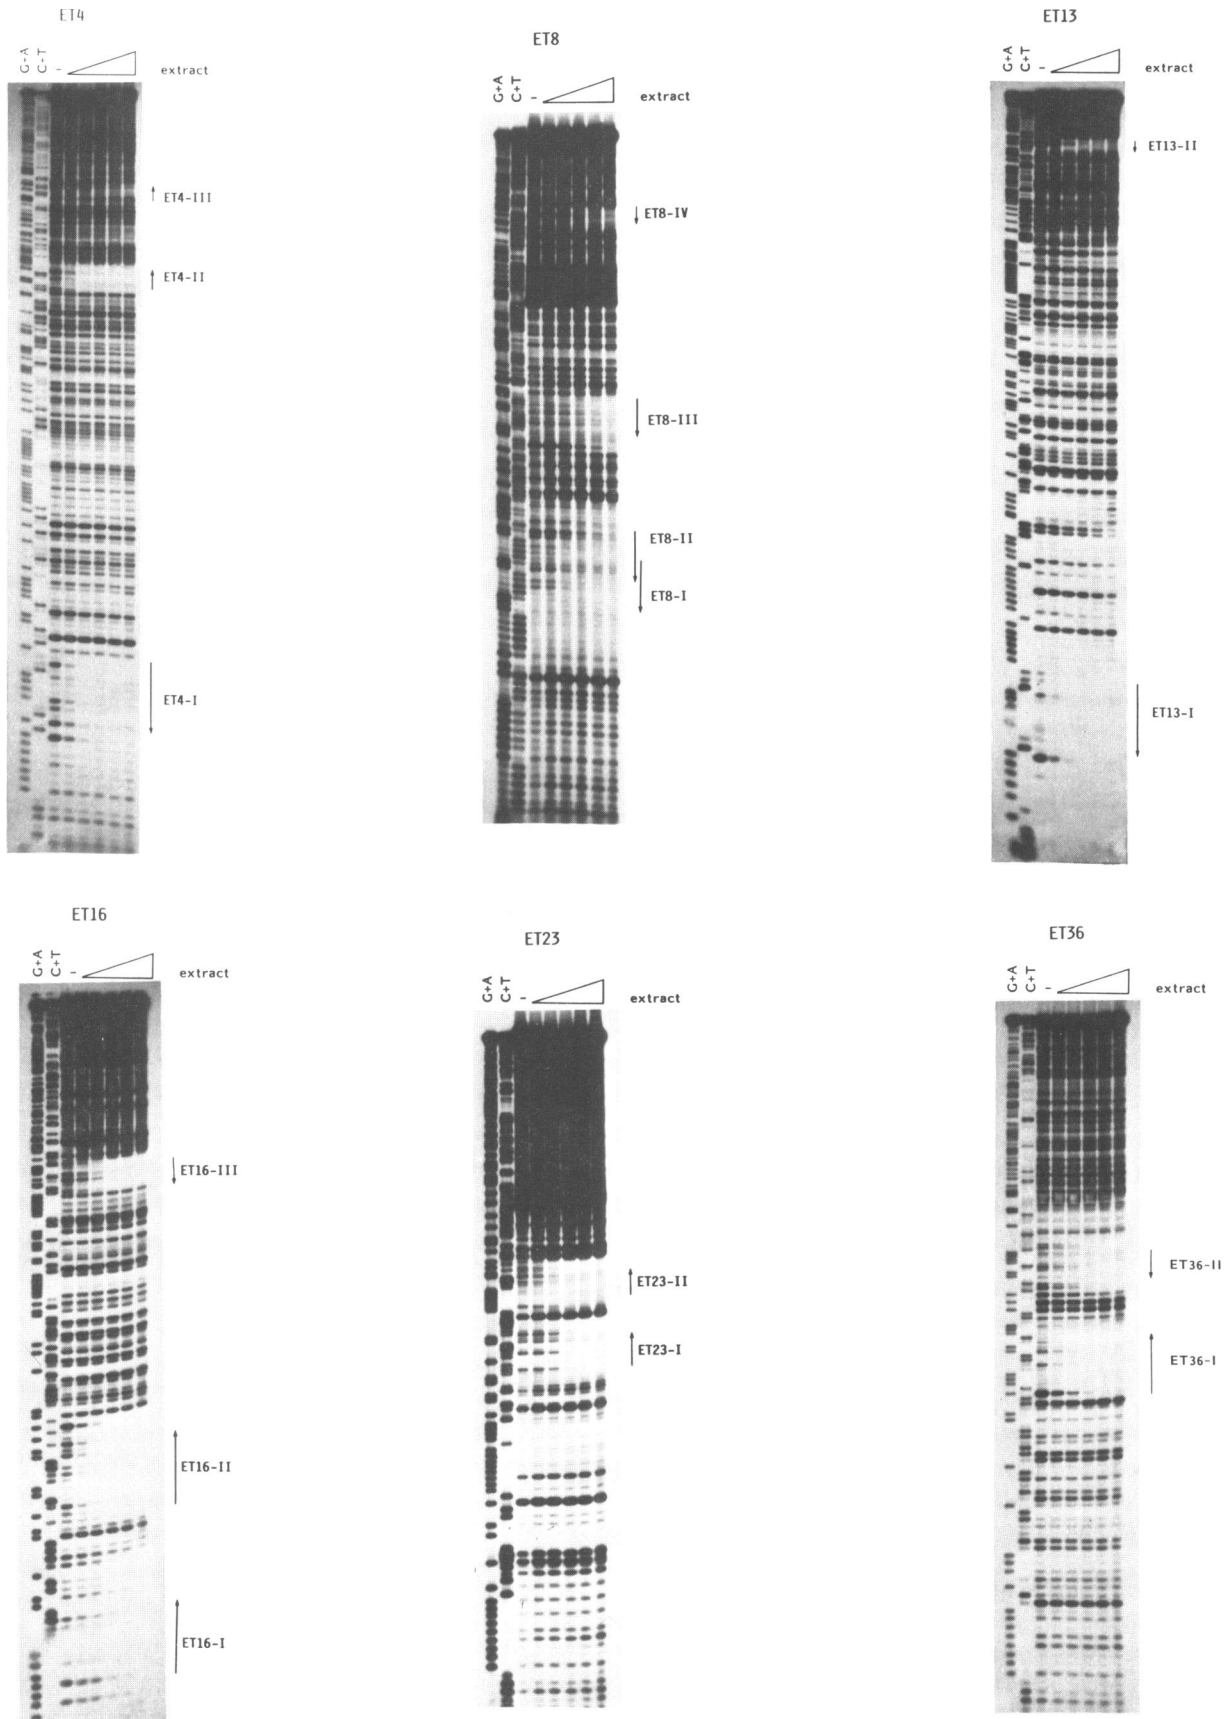 ET4
G+A
C+T
-
extract
ET4-III
ET4-II
ET4-I
ET8
G+A
C+T
-
extract
ET8-IV
ET8-III
ET8-II
ET8-I
ET13
G+A
C+T
-
extract
ET13-II
ET13-I
ET16
G+A
C+T
-
extract
ET16-III
ET16-II
ET16-I
ET23
G+A
C+T
-
extract
ET23-II
ET23-I
ET36
G+A
C+T
-
extract
ET36-II
ET36-I